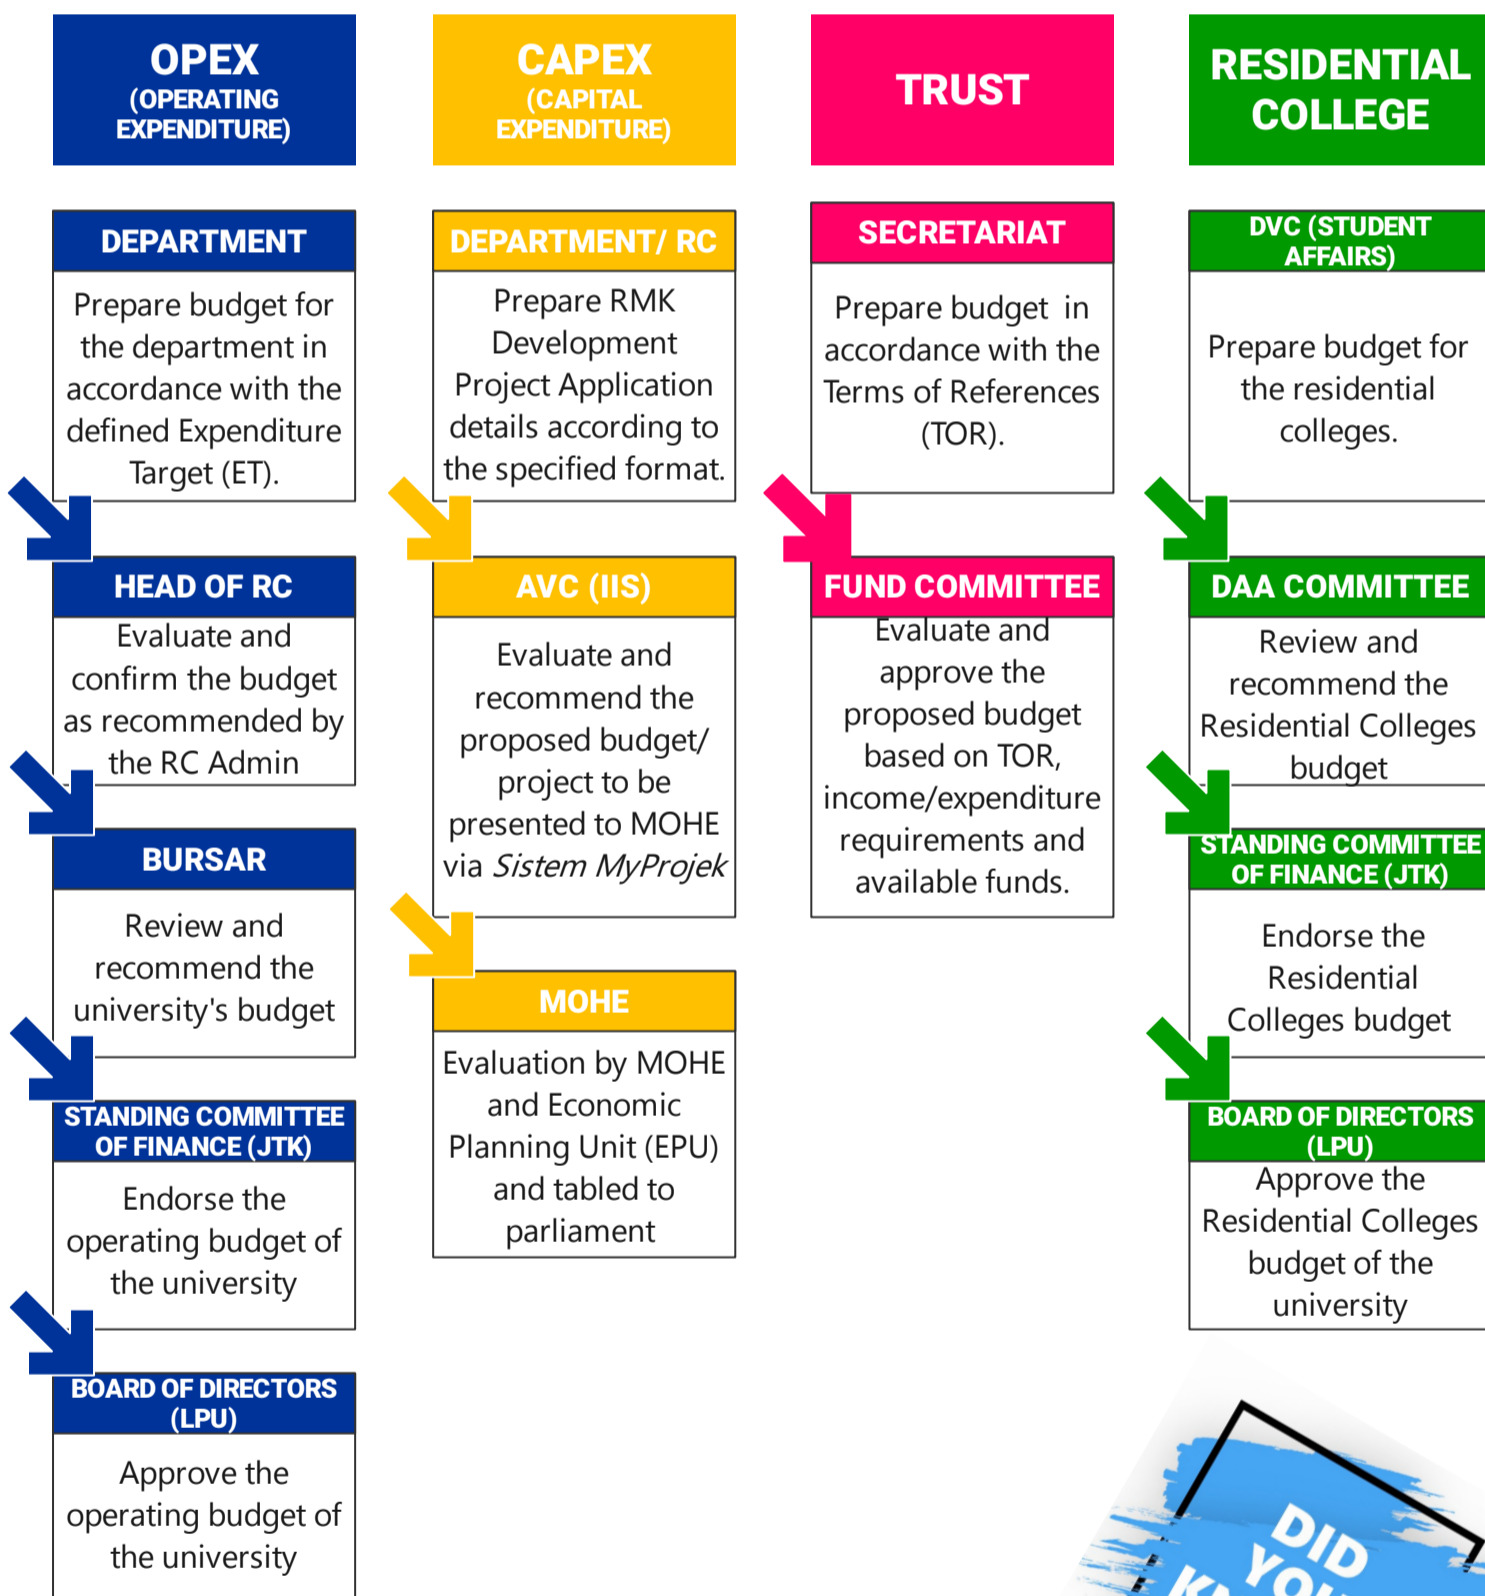 OPEX
(OPERATING
EXPENDITURE)
DEPARTMENT
Prepare budget for
the department in
accordance with the
defined Expenditure
Target (ET).
HEAD OF RC
Evaluate and
confirm the budget
as recommended by
the RC Admin
BURSAR
Review and
recommend the
university's budget
STANDING COMMITTEE
OF FINANCE (JTK)
Endorse the
operating budget of
the university
BOARD OF DIRECTORS
(LPU)
Approve the
operating budget of
the university
CAPEX
(CAPITAL
EXPENDITURE)
DEPARTMENT/ RC
Prepare RMK
Development
Project Application
details according to
the specified format.
AVC (IIS)
Evaluate and
recommend the
proposed budget/
project to be
presented to MOHE
via Sistem MyProjek
MOHE
Evaluation by MOHE
and Economic
Planning Unit (EPU)
and tabled to
parliament
TRUST
SECRETARIAT
Prepare budget in
accordance with the
Terms of References
(TOR).
FUND COMMITTEE
Evaluate and
approve the
proposed budget
based on TOR,
income/expenditure
requirements and
available funds.
RESIDENTIAL
COLLEGE
DVC (STUDENT
AFFAIRS)
Prepare budget for
the residential
colleges.
DAA COMMITTEE
Review and
recommend the
Residential Colleges
budget
STANDING COMMITTEE
OF FINANCE (JTK)
Endorse the
Residential
Colleges budget
BOARD OF DIRECTORS
(LPU)
Approve the
Residential Colleges
budget of the
university
DID
YOU